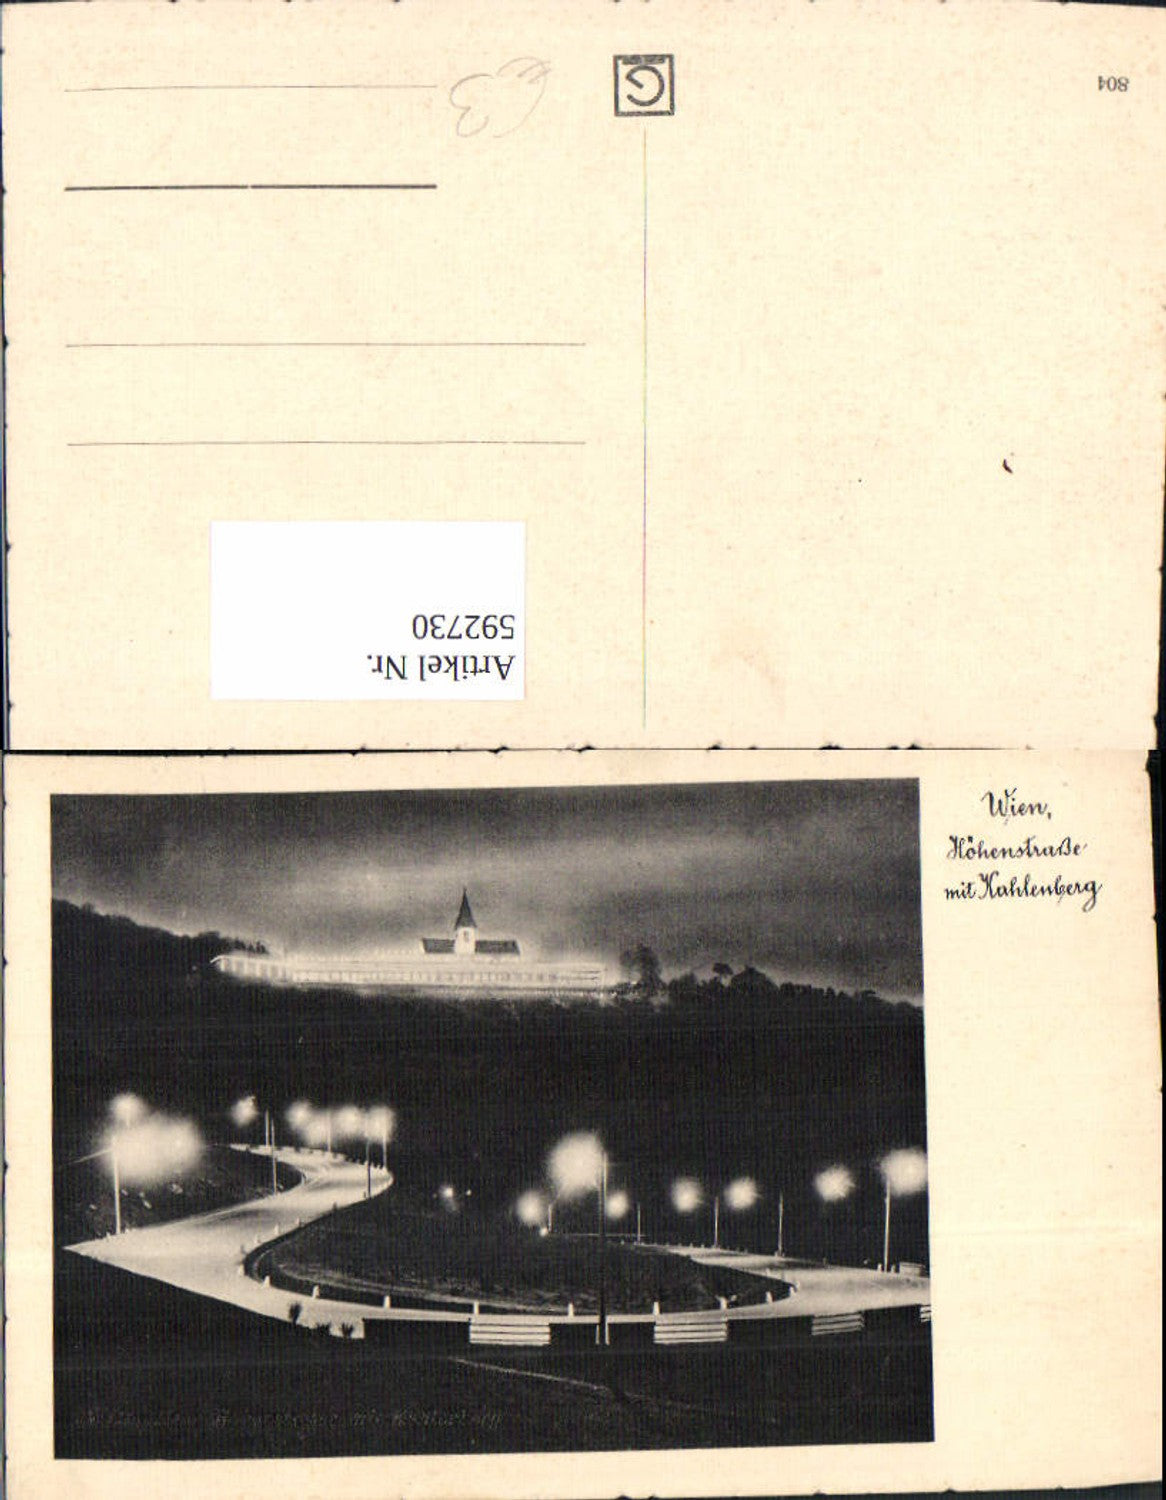 804
G
Artikel Nr.
592730
Wien,
Höhenstraße
mit Kahlenberg